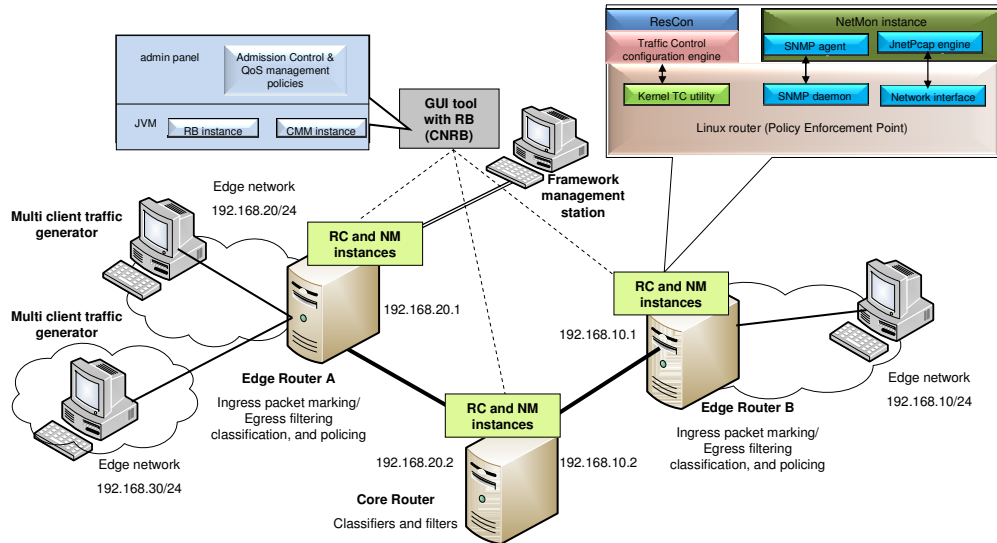 admin panel
Admission Control &
QoS management
policies
JVM
RB instance
CMM instance
GUI tool
with RB
(CNRB)
ResCon
Traffic Control
configuration engine
Kernel TC utility
NetMon instance
SNMP agent
JnetPcap engine
SNMP daemon
Network interface
Linux router (Policy Enforcement Point)
Framework
management
station
Edge network
192.168.20/24
Multi client traffic
generator
RC and NM
instances
192.168.20.1
Multi client traffic
generator
Edge Router A
Ingress packet marking/
Egress filtering
classification, and policing
Edge network
192.168.30/24
RC and NM
instances
192.168.20.2
192.168.10.2
Core Router
Classifiers and filters
RC and NM
instances
192.168.10.1
Edge Router B
Ingress packet marking/
Egress filtering
classification, and policing
Edge network
192.168.10/24